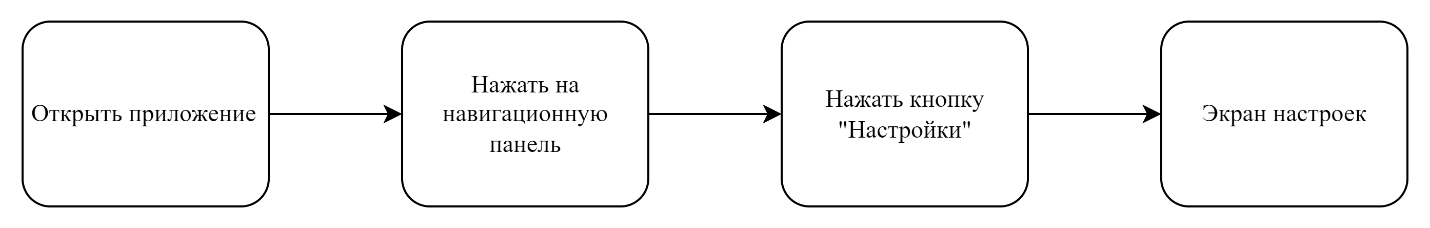 Открыть приложение
Нажать на
навигационную
панель
Нажать кнопку
"Настройки"
Экран настроек